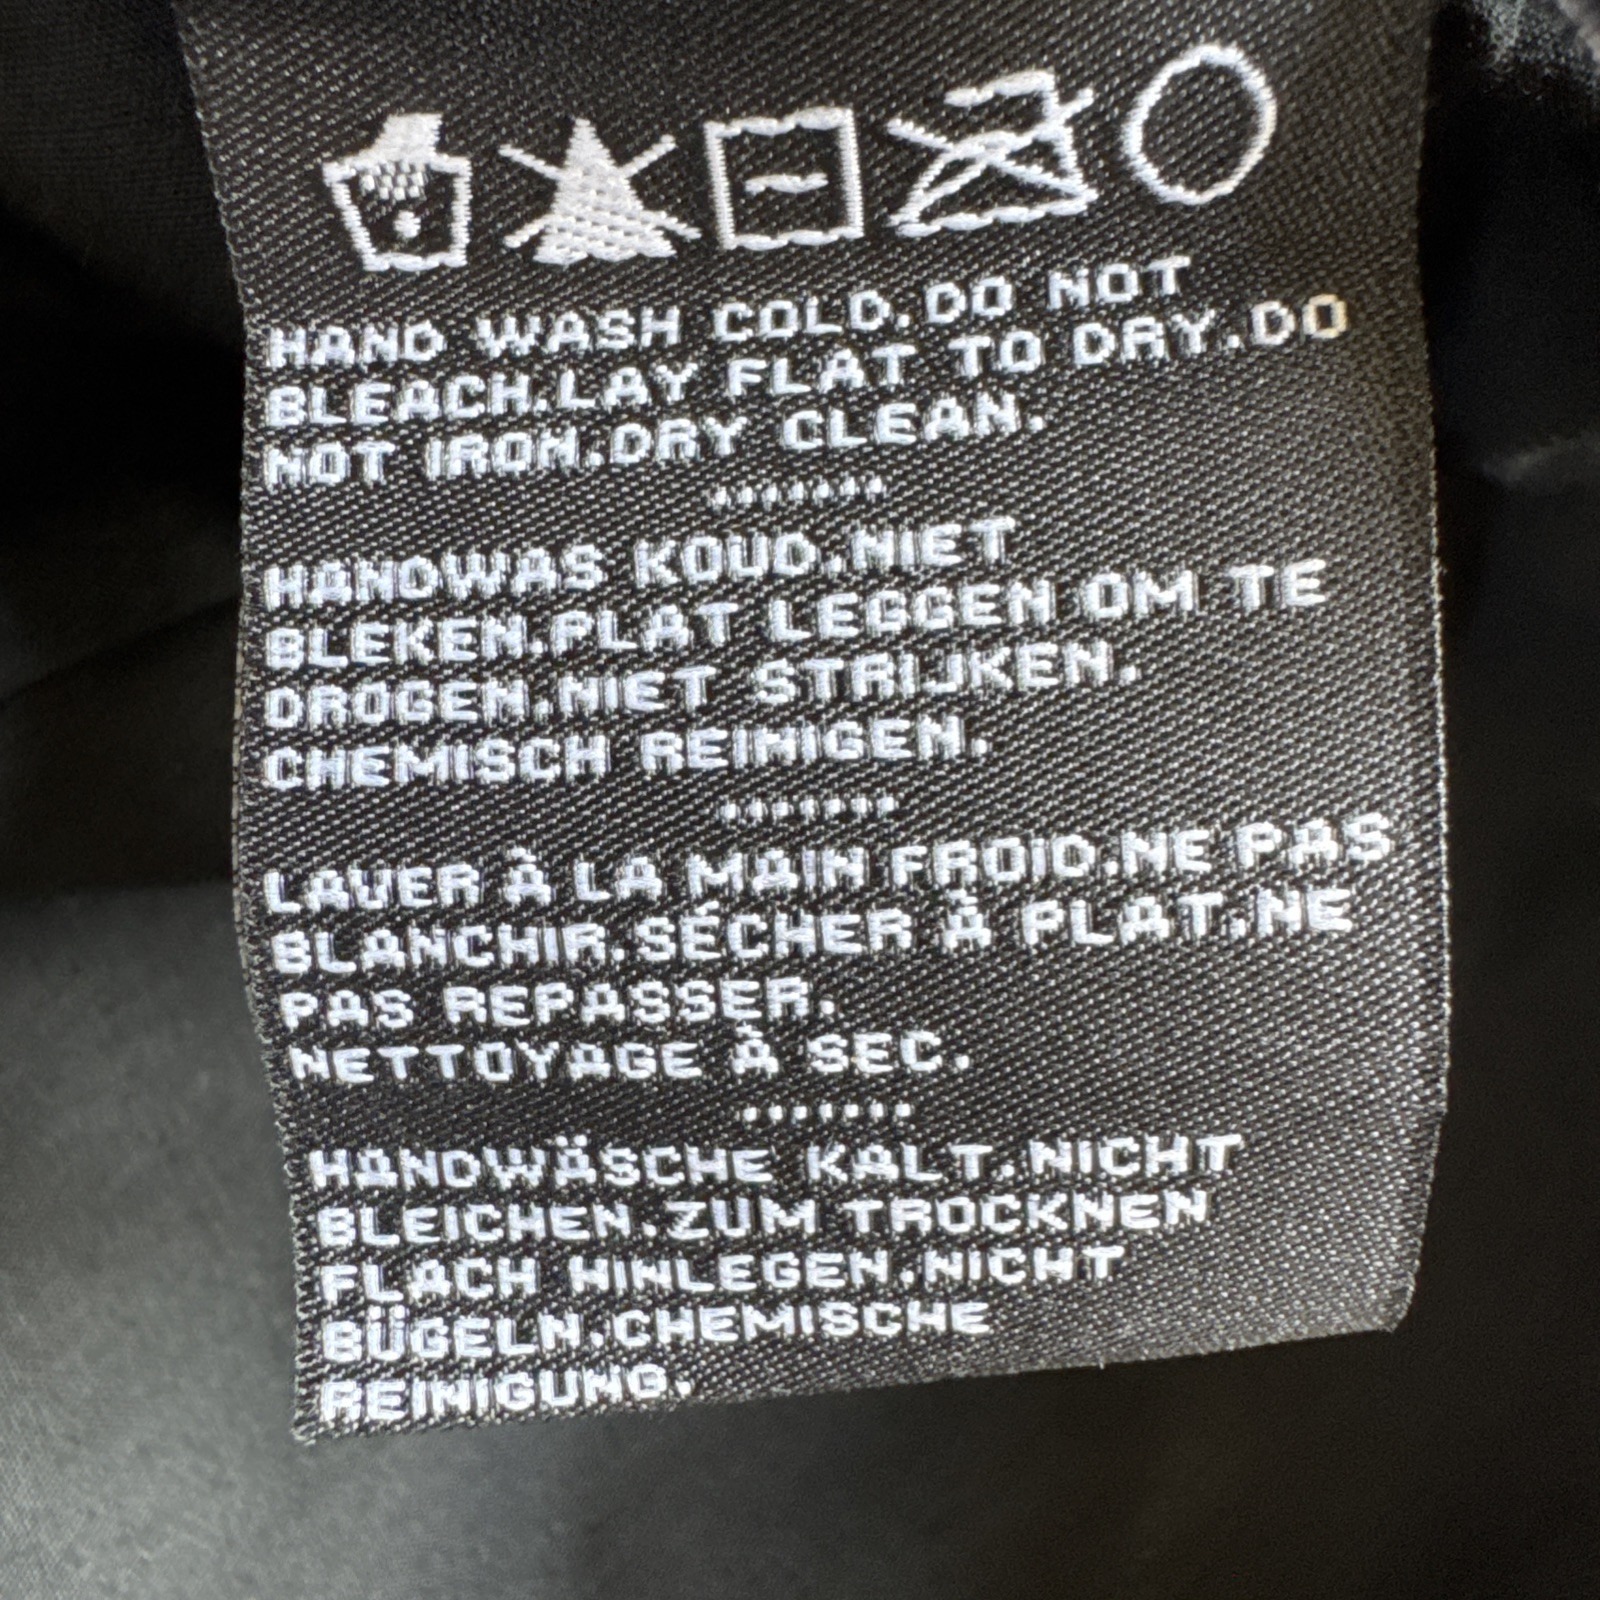 HAND WASH COLD.DO NOT
BLEACH.LAY FLAT TO DRY.DO
NOT IRON.DRY CLEAN.
HANDWAS KOUD.NIET
BLEKEN.PLAT LEGGEN OM TE
DROGEN.NIET STRIJKEN.
CHEMISCH REINIGEN.
LAVER À LA MAIN FROID.NE PAS
BLANCHIR.SÉCHER À PLAT.NE
PAS REPASSER.
NETTOYAGE À SEC.
HANDWÄSCHE KALT.NICHT
BLEICHEN.ZUM TROCKNEN
FLACH HINLEGEN.NICHT
BÜGELN.CHEMISCHE
REINIGUNG.